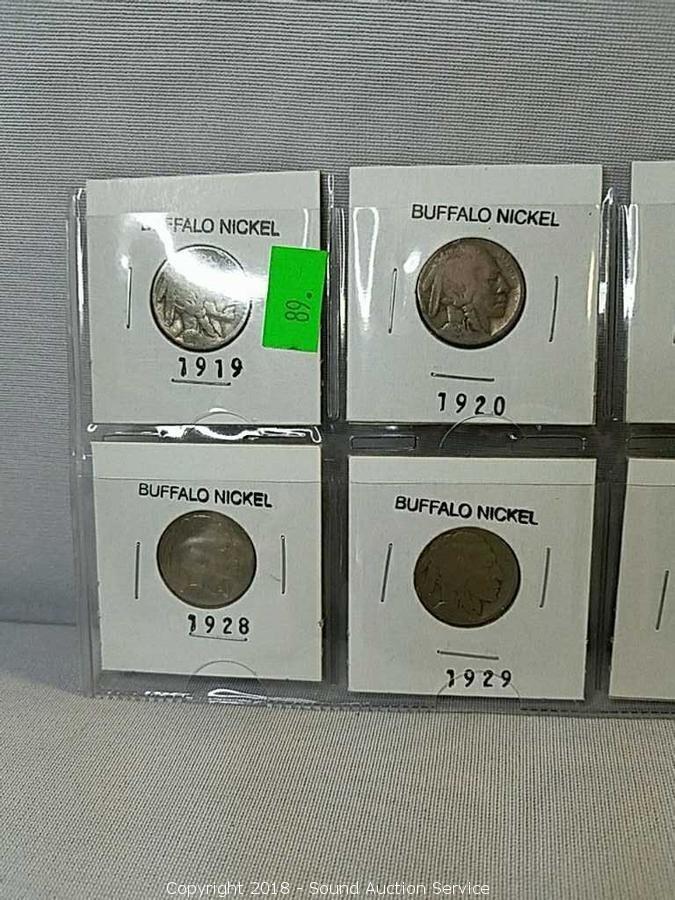 BUFFALO NICKEL
89.
1919
BUFFALO NICKEL
1920
BUFFALO NICKEL
1928
BUFFALO NICKEL
1929
Copyright 2018 - Sound Auction Service